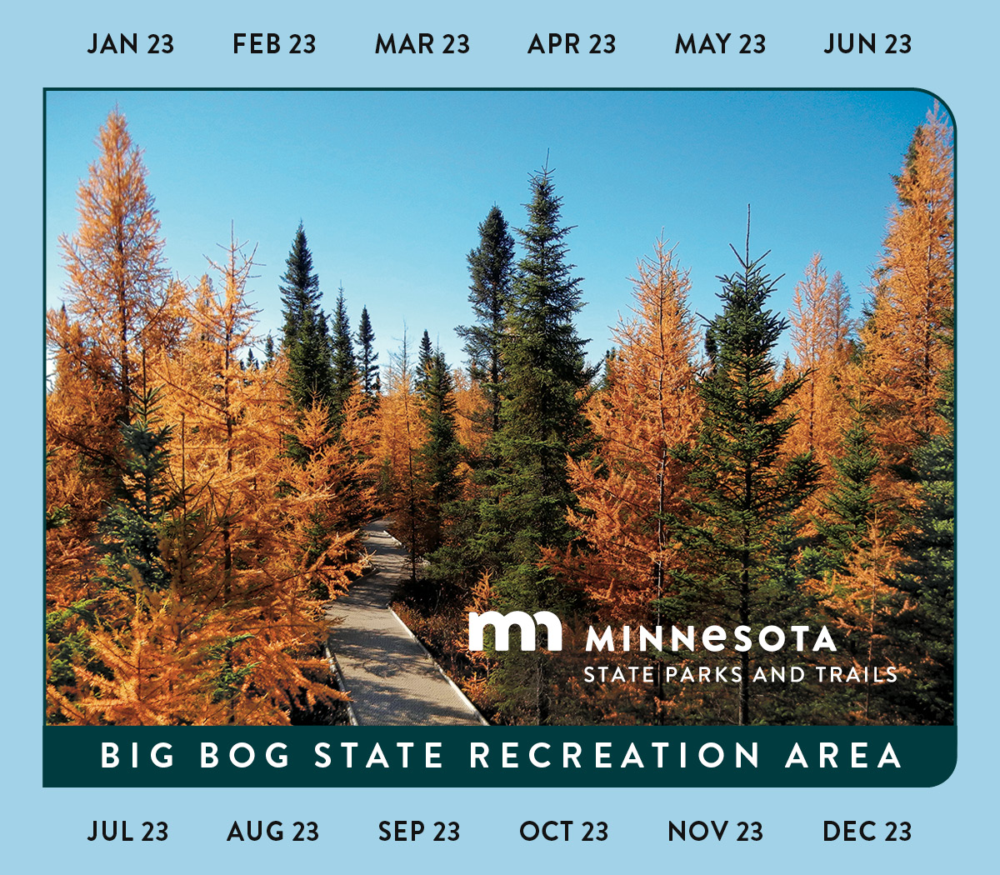 JAN 23 FEB 23 MAR 23 APR 23 MAY 23 JUN 23
mn MINNeSOTA
STATE PARKS AND TRAILS
BIG BOG STATE RECREATION AREA
JUL 23 AUG 23 SEP 23 OCT 23 NOV 23 DEC 23